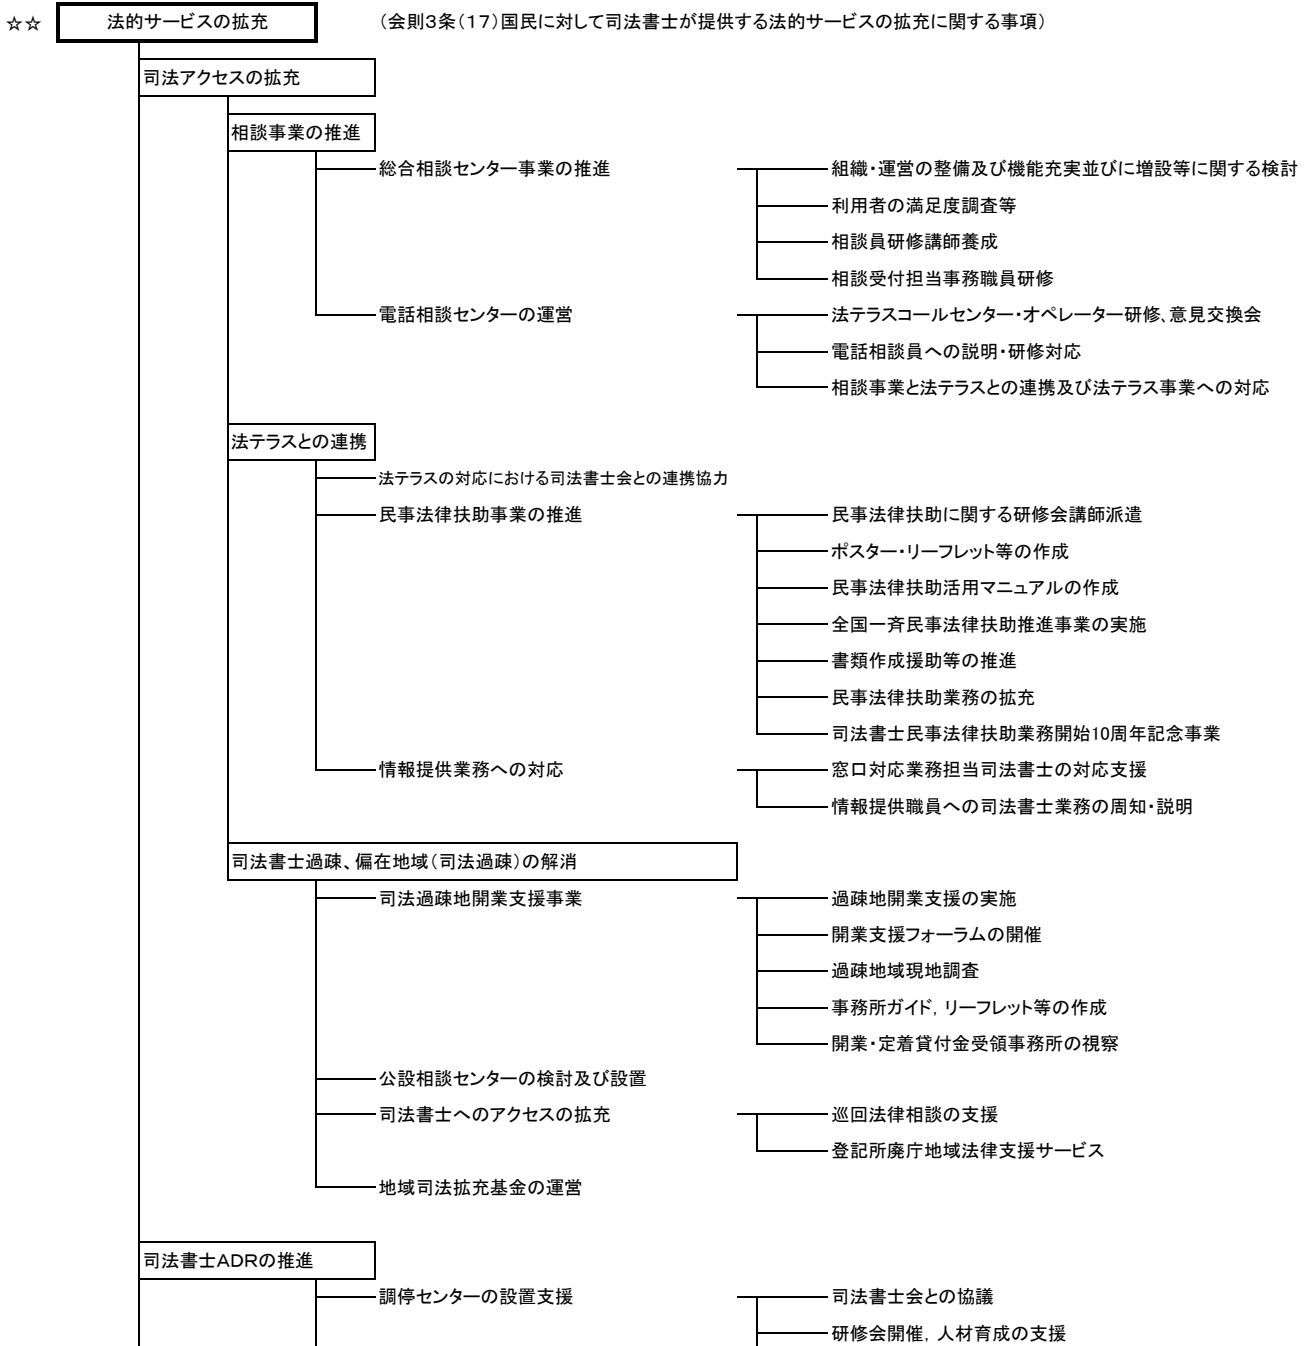 ☆☆ 法的サービスの拡充 （会則3条（17）国民に対して司法書士が提供する法的サービスの拡充に関する事項）
司法アクセスの拡充
相談事業の推進
総合相談センター事業の推進 組織・運営の整備及び機能充実並びに増設等に関する検討
利用者の満足度調査等
相談員研修講師養成
相談受付担当事務職員研修
電話相談センターの運営 法テラスコールセンター・オペレーター研修、意見交換会
電話相談員への説明・研修対応
相談事業と法テラスとの連携及び法テラス事業への対応
法テラスとの連携
法テラスの対応における司法書士会との連携協力
民事法律扶助事業の推進 民事法律扶助に関する研修会講師派遣
ポスター・リーフレット等の作成
民事法律扶助活用マニュアルの作成
全国一斉民事法律扶助推進事業の実施
書類作成援助等の推進
民事法律扶助業務の拡充
司法書士民事法律扶助業務開始10周年記念事業
情報提供業務への対応 窓口対応業務担当司法書士の対応支援
情報提供職員への司法書士業務の周知・説明
司法書士過疎、偏在地域（司法過疎）の解消
司法過疎地開業支援事業 過疎地開業支援の実施
開業支援フォーラムの開催
過疎地域現地調査
事務所ガイド，リーフレット等の作成
開業・定着貸付金受領事務所の視察
公設相談センターの検討及び設置
司法書士へのアクセスの拡充 巡回法律相談の支援
登記所廃庁地域法律支援サービス
地域司法拡充基金の運営
司法書士ADRの推進
調停センターの設置支援 司法書士会との協議
研修会開催，人材育成の支援